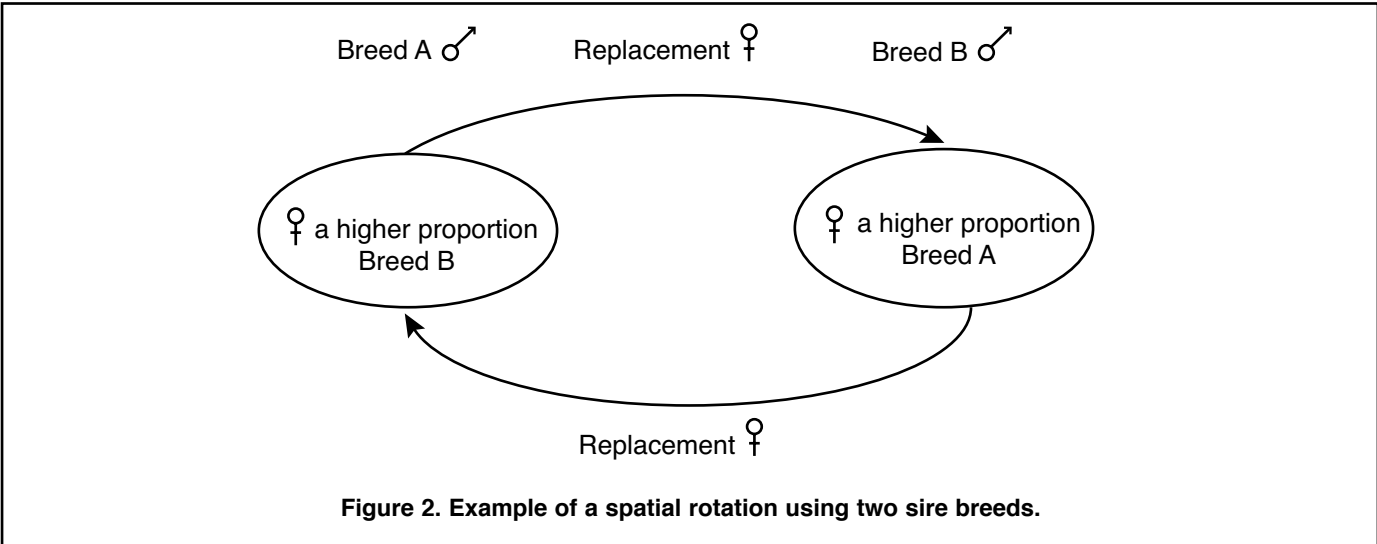 Breed A ♂ Replacement ♀ Breed B ♂
♀ a higher proportion
Breed B
♀ a higher proportion
Breed A
Replacement ♀
Figure 2. Example of a spatial rotation using two sire breeds.